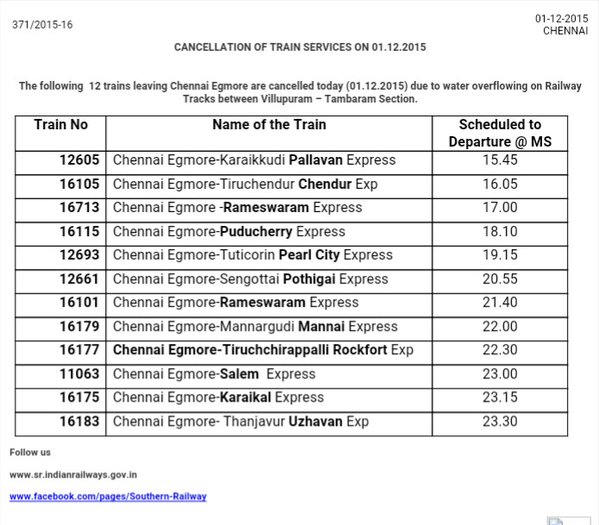 371/2015-16
01-12-2015
CHENNAI
CANCELLATION OF TRAIN SERVICES ON 01.12.2015
The following 12 trains leaving Chennai Egmore are cancelled today (01.12.2015) due to water overflowing on Railway
Tracks between Villupuram – Tambaram Section.
Train No Name of the Train Scheduled to
Departure @ MS
12605 Chennai Egmore-Karaikkudi Pallavan Express 15.45
16105 Chennai Egmore-Tiruchendur Chendur Exp 16.05
16713 Chennai Egmore -Rameswaram Express 17.00
16115 Chennai Egmore-Puducherry Express 18.10
12693 Chennai Egmore-Tuticorin Pearl City Express 19.15
12661 Chennai Egmore-Sengottai Pothigai Express 20.55
16101 Chennai Egmore-Rameswaram Express 21.40
16179 Chennai Egmore-Mannargudi Mannai Express 22.00
16177 Chennai Egmore-Tiruchchirappalli Rockfort Exp 22.30
11063 Chennai Egmore-Salem Express 23.00
16175 Chennai Egmore-Karaikal Express 23.15
16183 Chennai Egmore- Thanjavur Uzhavan Exp 23.30
Follow us
www.sr.indianrailways.gov.in
www.facebook.com/pages/Southern-Railway